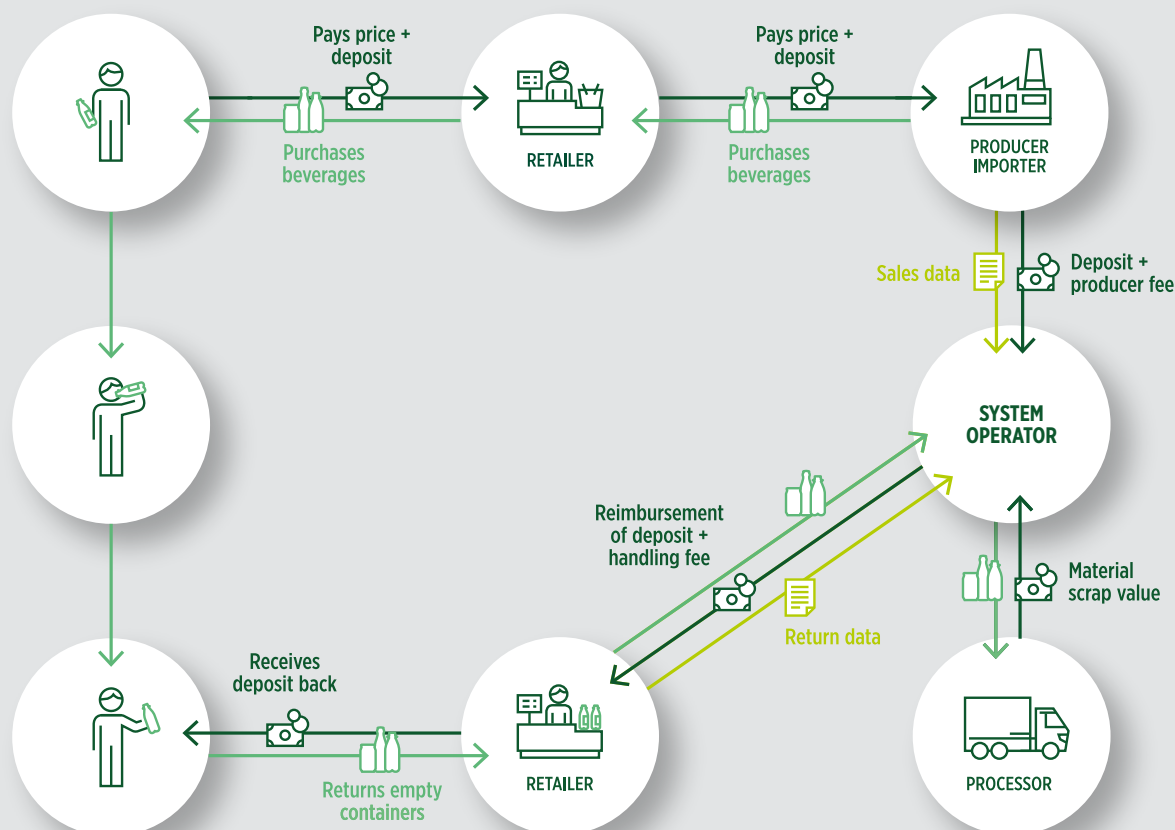 Pays price +
deposit
Pays price +
deposit
RETAILER
PRODUCER
IMPORTER
Purchases
beverages
Purchases
beverages
Sales data
Deposit +
producer fee
SYSTEM
OPERATOR
Reimbursement
of deposit +
handling fee
Material
scrap value
Return data
Receives
deposit back
RETAILER
PROCESSOR
Returns empty
containers